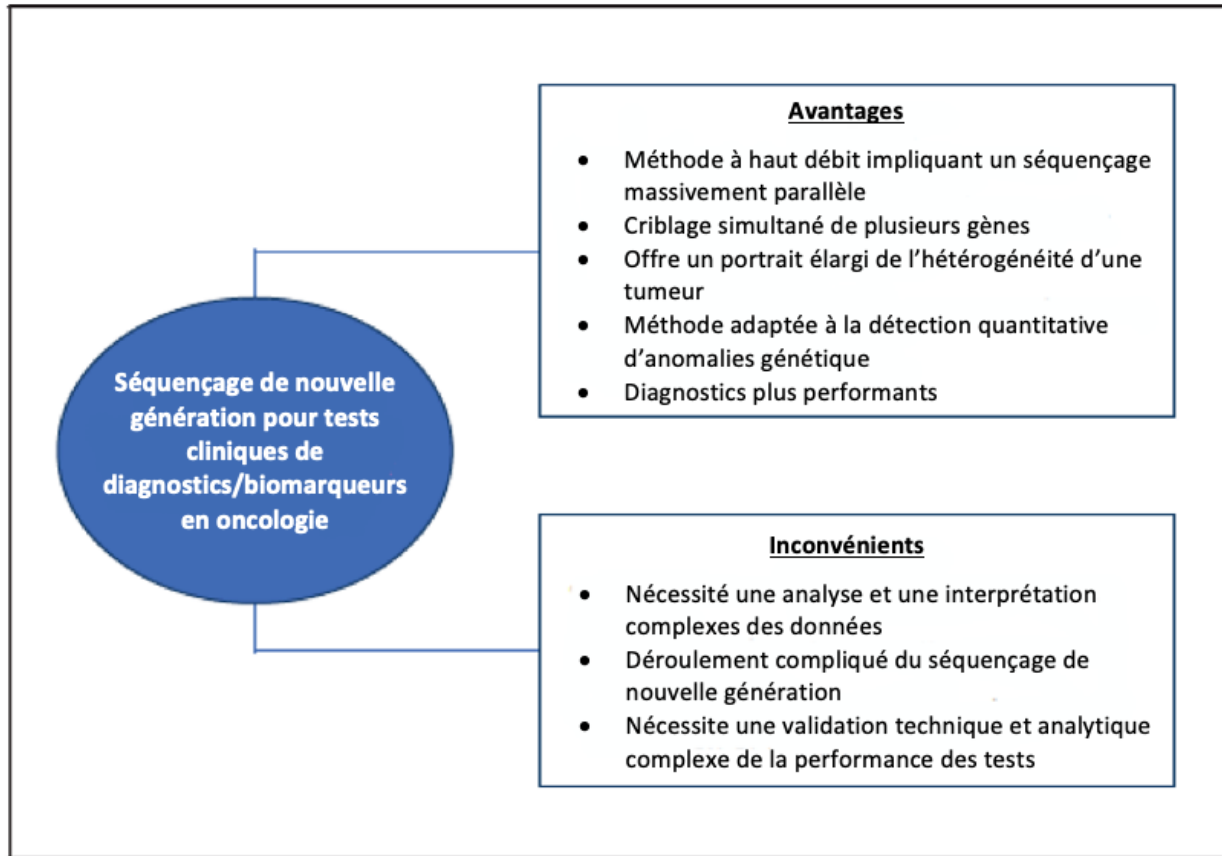 Avantages
• Méthode à haut débit impliquant un séquençage
massivement parallèle
• Criblage simultané de plusieurs gènes
• Offre un portrait élargi de l'hétérogénéité d'une
tumeur
• Méthode adaptée à la détection quantitative
d'anomalies génétique
• Diagnostics plus performants
Séquençage de nouvelle
génération pour tests
cliniques de
diagnostics/biomarqueurs
en oncologie
Inconvénients
• Nécessité une analyse et une interprétation
complexes des données
• Déroulement compliqué du séquençage de
nouvelle génération
• Nécessite une validation technique et analytique
complexe de la performance des tests